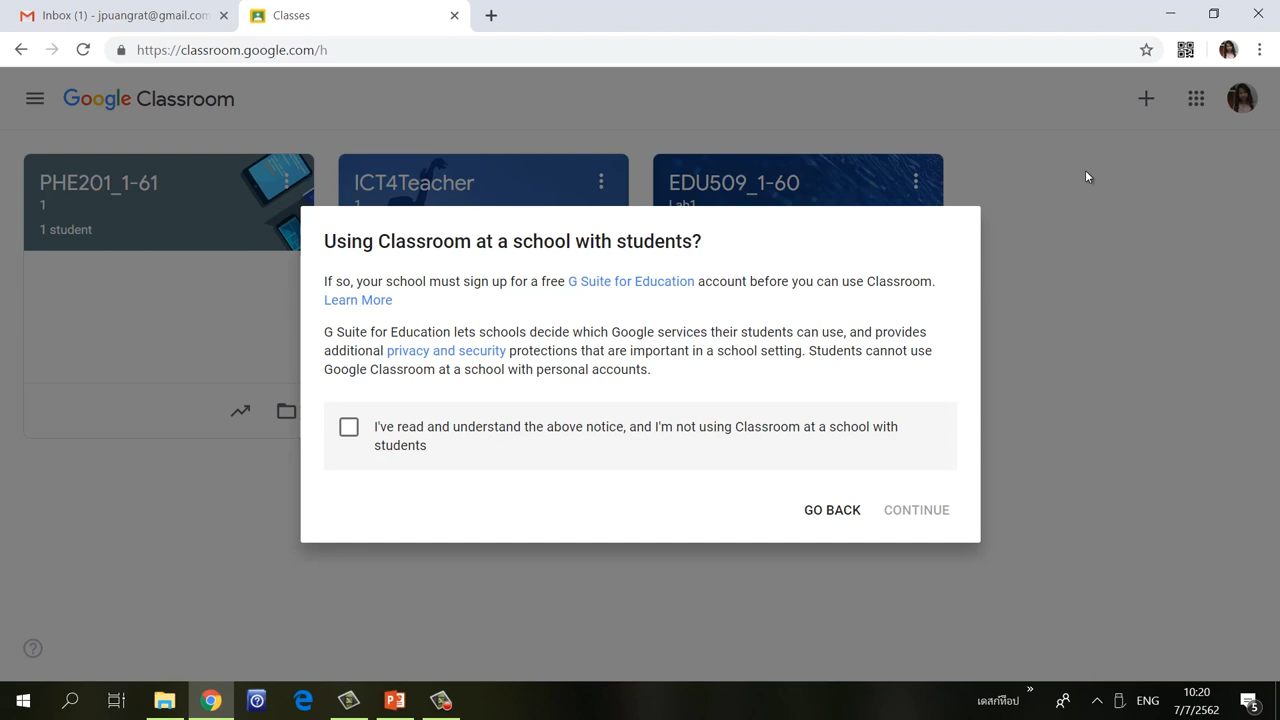 Inbox (1) - jpuangrat@gmail.com
Classes
https://classroom.google.com/h
Google Classroom
PHE201_1-61
1
1 student
ICT4Teacher
1
EDU509_1-60
Lab1
Using Classroom at a school with students?
If so, your school must sign up for a free G Suite for Education account before you can use Classroom.
Learn More
G Suite for Education lets schools decide which Google services their students can use, and provides
additional privacy and security protections that are important in a school setting. Students cannot use
Google Classroom at a school with personal accounts.
I've read and understand the above notice, and I'm not using Classroom at a school with
students
GO BACK
CONTINUE
เดสก์ท็อป
ENG
10:20
7/7/2562
5